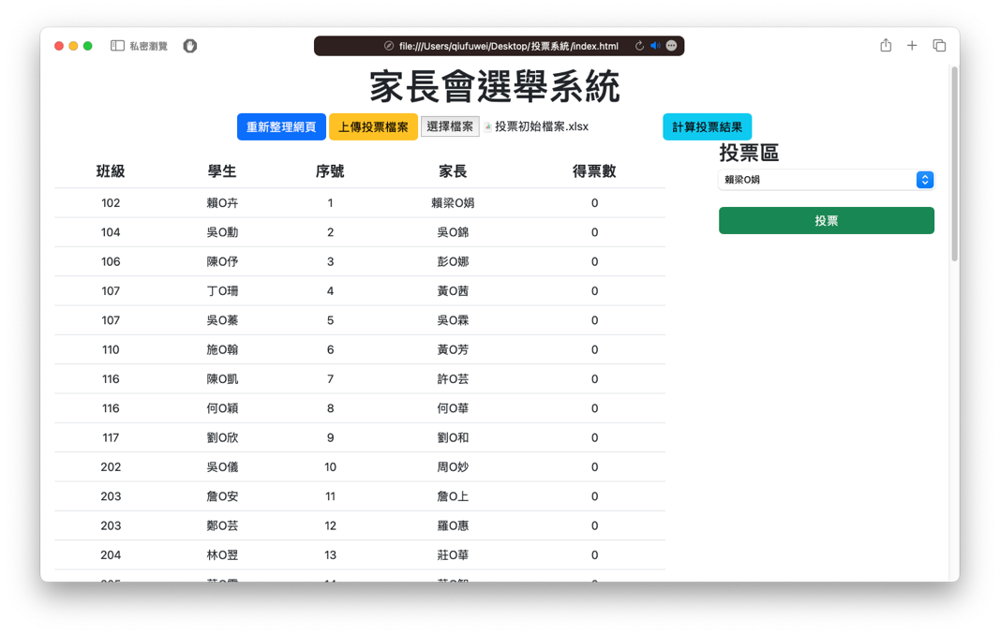 私密瀏覽
file:///Users/qiufuwei/Desktop/投票系統/index.html
家長會選舉系統
重新整理網頁 上傳投票檔案 選擇檔案 投票初始檔案.xlsx 計算投票結果
投票區
賴梁O娟
投票
班級 學生 序號 家長 得票數
102 賴O卉 1 賴梁O娟 0
104 吳O勳 2 吳O錦 0
106 陳O伃 3 彭O娜 0
107 丁O珊 4 黃O茜 0
107 吳O蓁 5 吳O霖 0
110 施O翰 6 黃O芳 0
116 陳O凱 7 許O芸 0
116 何O穎 8 何O華 0
117 劉O欣 9 劉O和 0
202 吳O儀 10 周O妙 0
203 詹O安 11 詹O上 0
203 鄭O芸 12 羅O惠 0
204 林O翌 13 莊O華 0